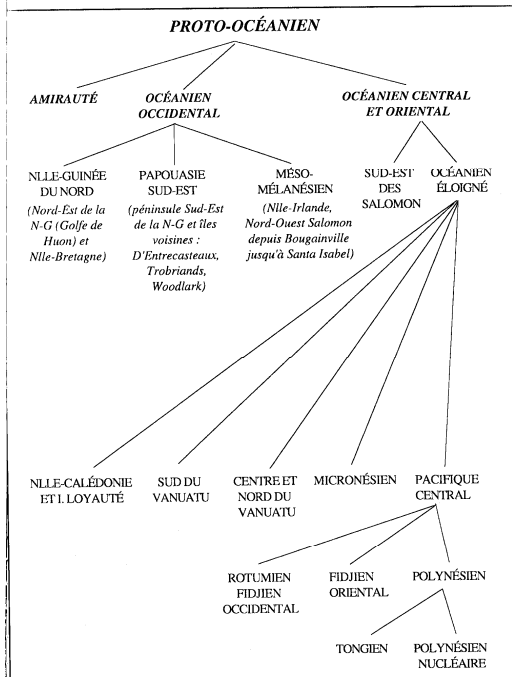 PROTO-OCÉANIEN
AMIRAUTÉ
OCÉANIEN
OCCIDENTAL
OCÉANIEN CENTRAL
ET ORIENTAL
NLLE-GUINÉE
DU NORD
(Nord-Est de la
N-G (Golfe de
Huon) et
Nlle-Bretagne)
PAPOUASIE
SUD-EST
(péninsule Sud-Est
de la N-G et îles
voisines :
D'Entrecasteaux,
Trobriands,
Woodlark)
MÉSO-
MÉLANÉSIEN
(Nlle-Irlande,
Nord-Ouest Salomon
depuis Bougainville
jusqu'à Santa Isabel)
SUD-EST
DES
SALOMON
OCÉANIEN
ÉLOIGNÉ
NLLE-CALÉDONIE
ET I. LOYAUTÉ
SUD DU
VANUATU
CENTRE ET
NORD DU
VANUATU
MICRONÉSIEN
PACIFIQUE
CENTRAL
ROTUMIEN
FIDJIEN
OCCIDENTAL
FIDJIEN
ORIENTAL
POLYNÉSIEN
TONGIEN
POLYNÉSIEN
NUCLÉAIRE